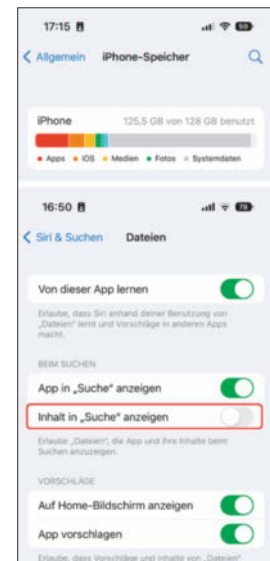 17:15
Allgemein iPhone-Speicher
iPhone 125,5 GB von 128 GB benutzt
Apps iOS Medien Fotos Systemdaten
16:50 78
Siri & Suchen Dateien
Von dieser App lernen
Erlaube, dass Siri anhand deiner Benutzung von
„Dateien“ lernt und Vorschläge in anderen Apps
macht.
BEIM SUCHEN
App in „Suche“ anzeigen
Inhalt in „Suche“ anzeigen
Erlaube „Dateien“, die App und ihre Inhalte beim
Suchen anzuzeigen.
VORSCHLÄGE
Auf Home-Bildschirm anzeigen
App vorschlagen
Erlaube, dass Vorschläge und Inhalte von „Dateien“